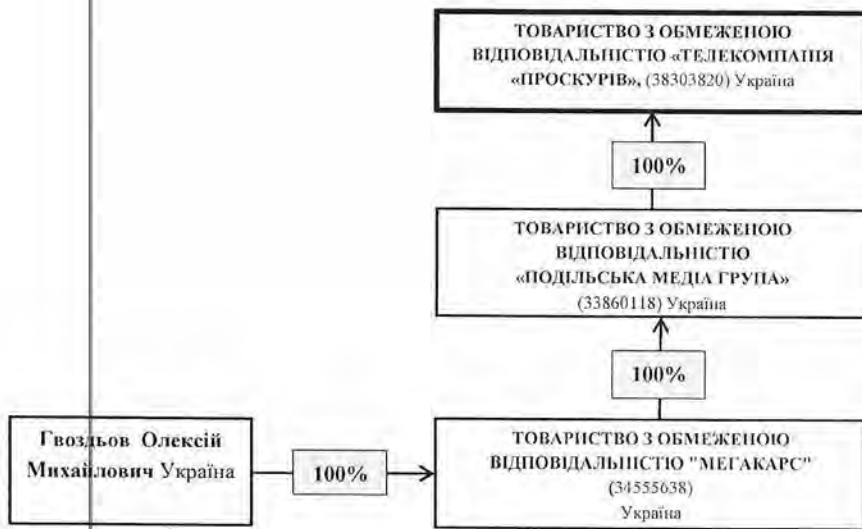 ТОВАРИСТВО З ОБМЕЖЕНОЮ
ВІДПОВІДАЛЬНІСТЮ «ТЕЛЕКОМПАНІЯ
«ПРОСКУРІВ», (38303820) Україна
100%
ТОВАРИСТВО З ОБМЕЖЕНОЮ
ВІДПОВІДАЛЬНІСТЮ
«ПОДІЛЬСЬКА МЕДІА ГРУПА»
(33860118) Україна
100%
Гвоздьов Олексій
Михайлович Україна
100%
ТОВАРИСТВО З ОБМЕЖЕНОЮ
ВІДПОВІДАЛЬНІСТЮ "МЕГАКАРС"
(34555638)
Україна